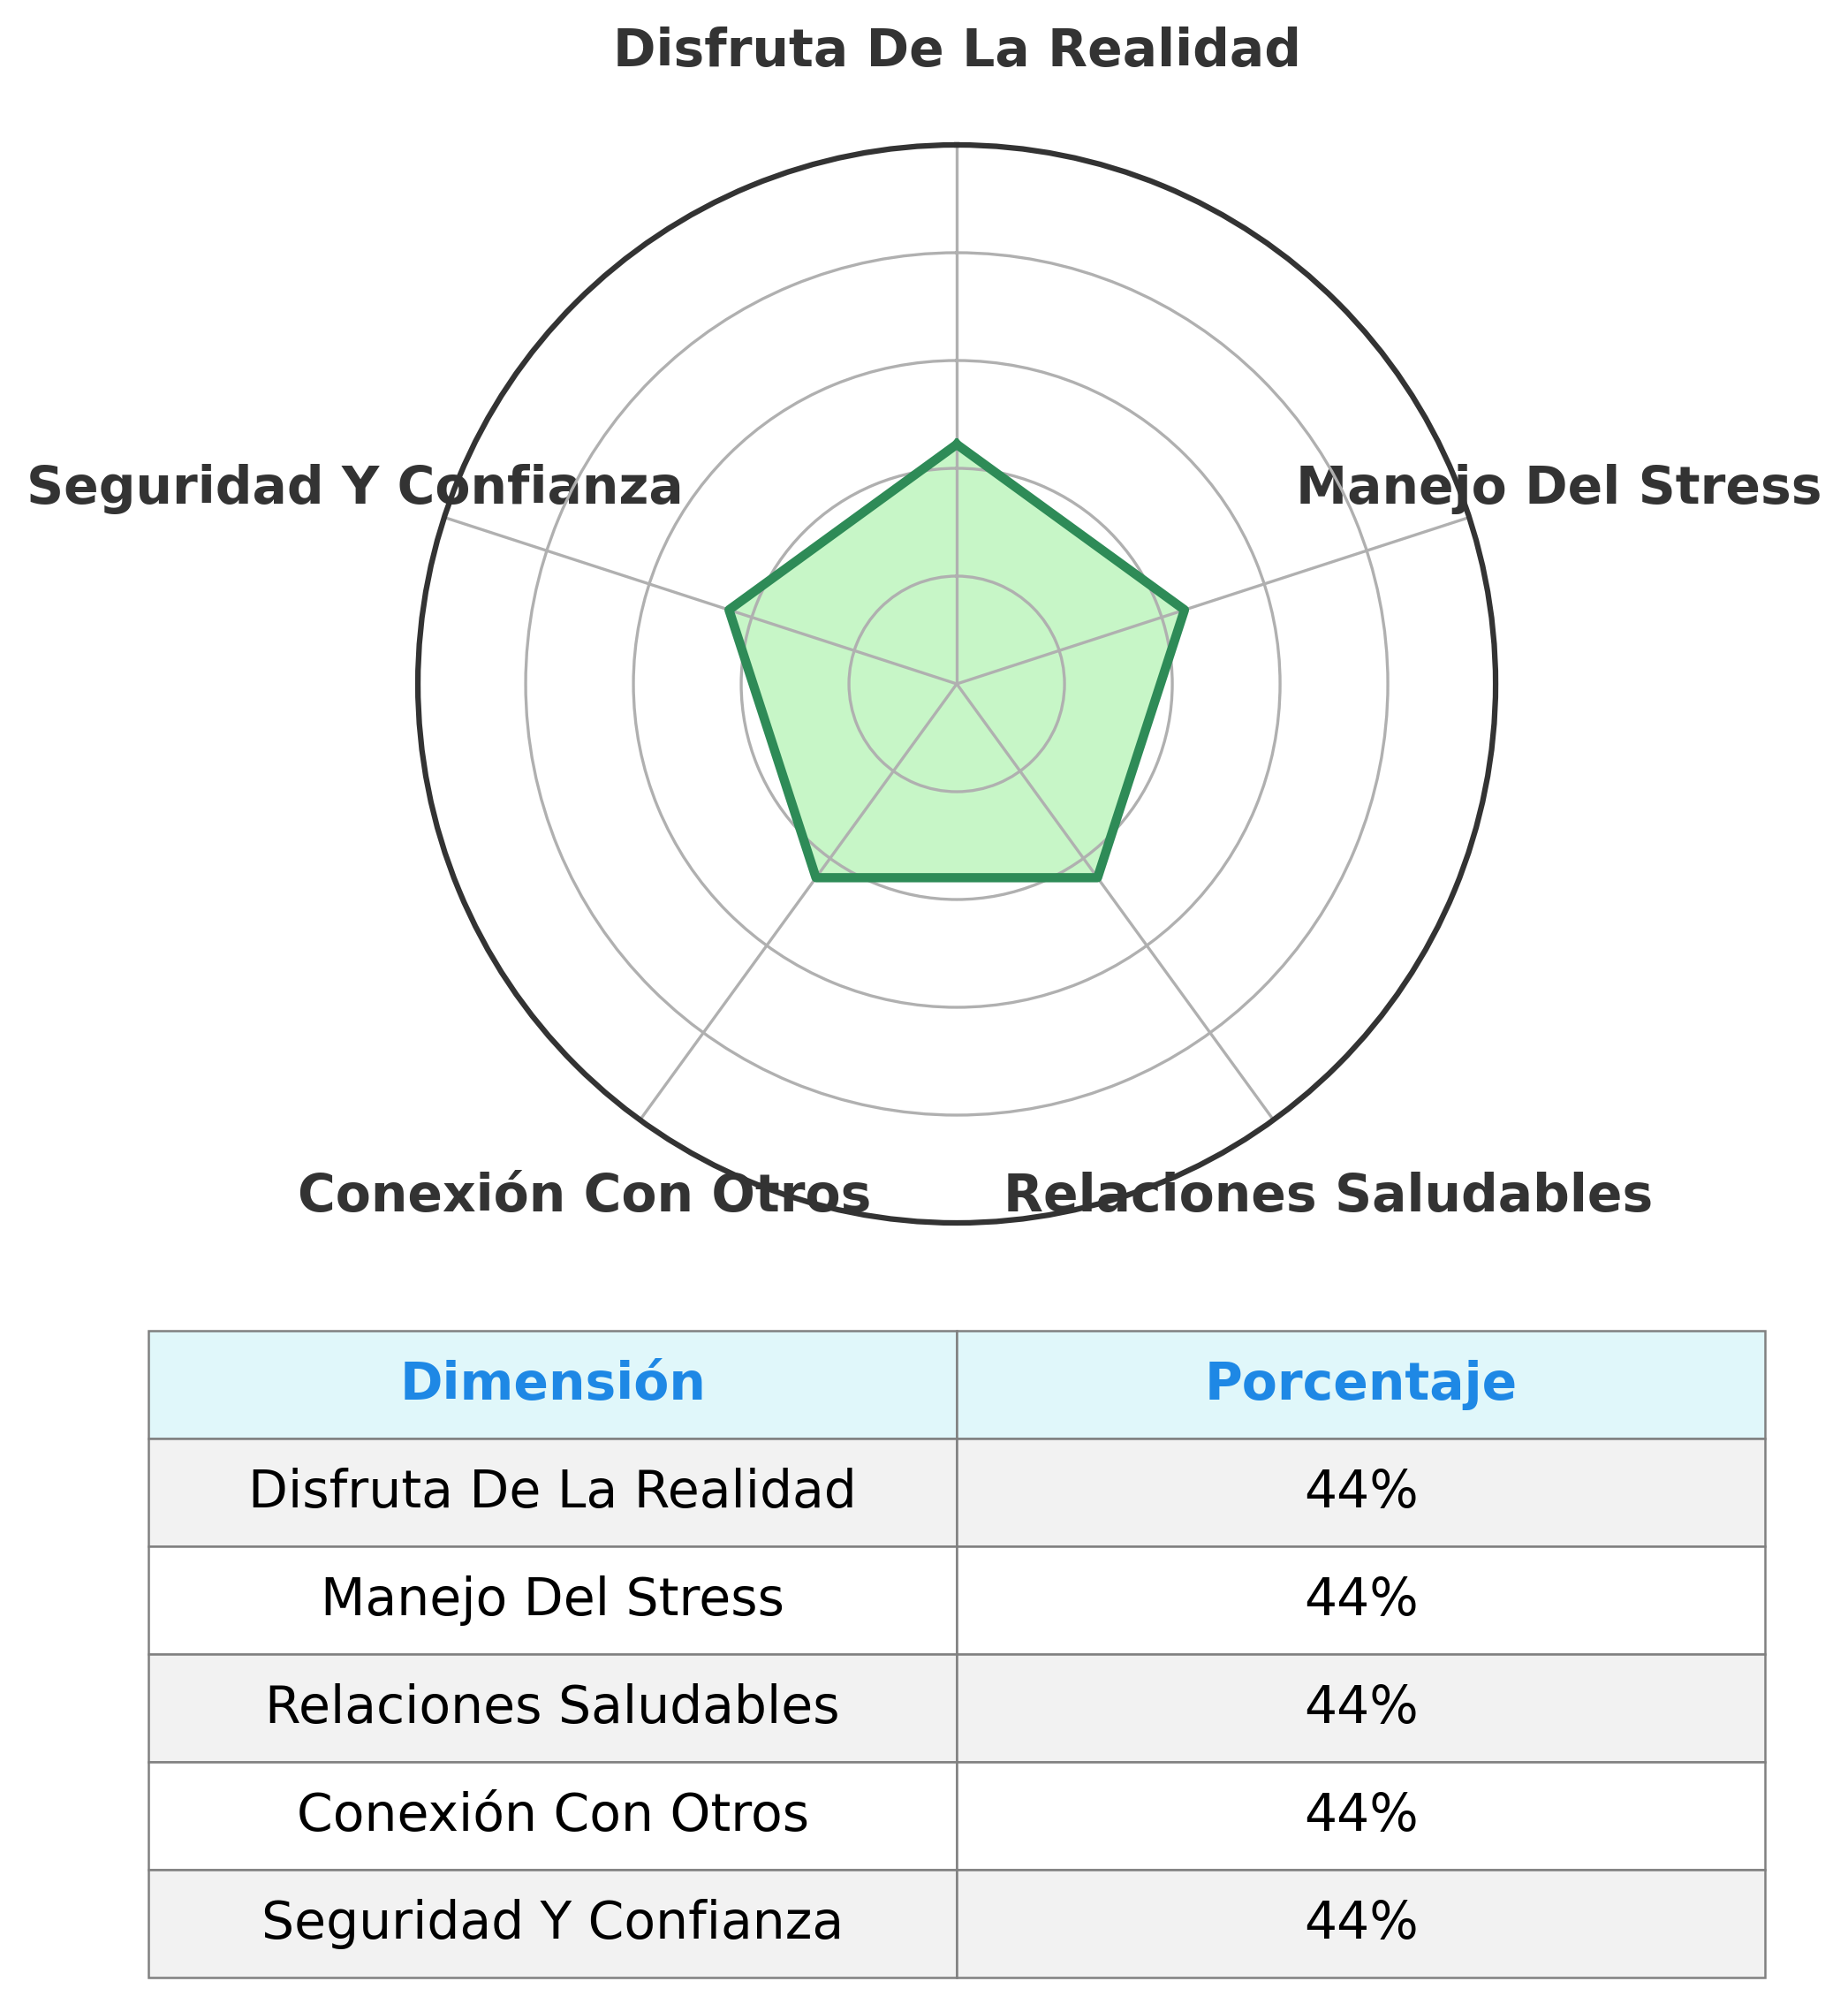 Disfruta De La Realidad
Seguridad Y Confianza
Manejo Del Stress
Conexión Con Otros
Relaciones Saludables
Dimensión Porcentaje
Disfruta De La Realidad 44%
Manejo Del Stress 44%
Relaciones Saludables 44%
Conexión Con Otros 44%
Seguridad Y Confianza 44%